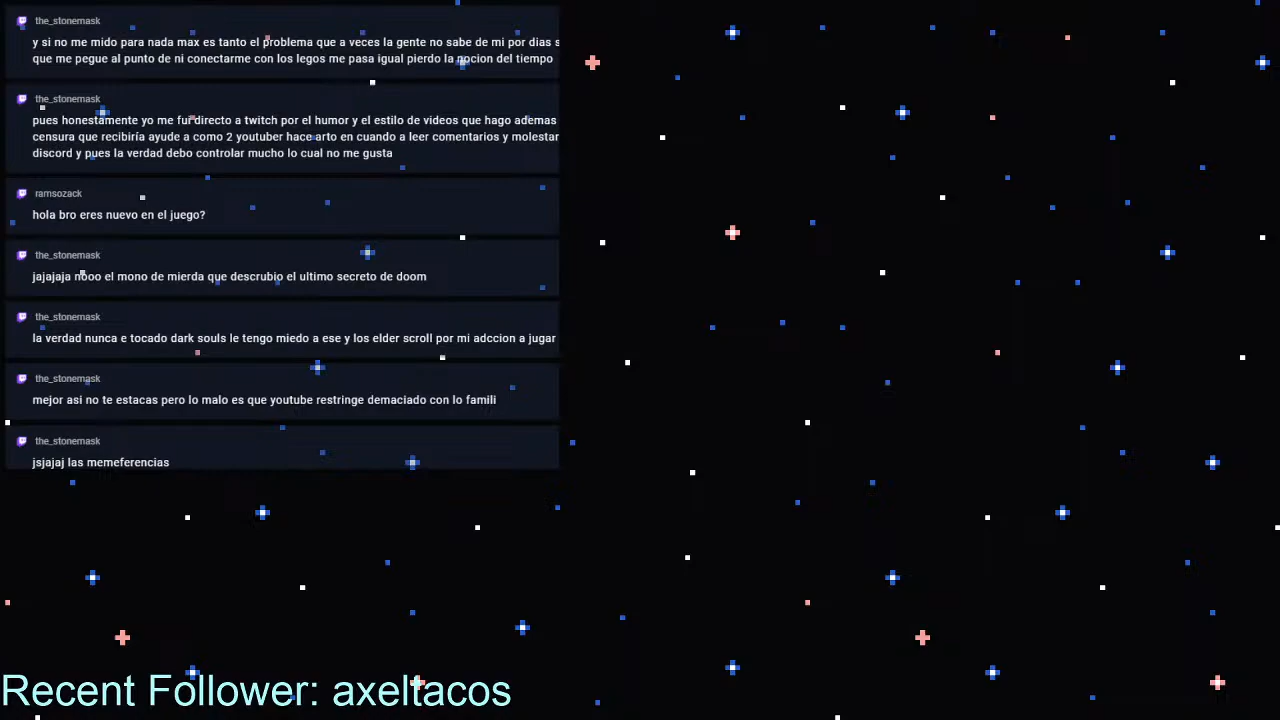 the_stonemask
y si no me mido para nada max es tanto el problema que a veces la gente no sabe de mi por dias s
que me pegue al punto de ni conectarme con los legos me pasa igual pierdo la nocion del tiempo
the_stonemask
pues honestamente yo me fui directo a twitch por el humor y el estilo de videos que hago ademas
censura que recibiría ayude a como 2 youtuber hace arto en cuando a leer comentarios y molestar
discord y pues la verdad debo controlar mucho lo cual no me gusta
ramsozack
hola bro eres nuevo en el juego?
the_stonemask
jajajaja nooo el mono de mierda que descrubio el ultimo secreto de doom
the_stonemask
la verdad nunca e tocado dark souls le tengo miedo a ese y los elder scroll por mi adccion a jugar
the_stonemask
mejor asi no te estacas pero lo malo es que youtube restringe demaciado con lo famili
the_stonemask
jsjajaj las memeferencias
Recent Follower: axeltacos